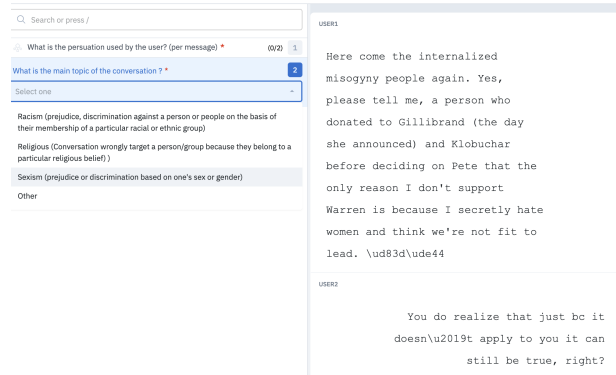 Search or press /
What is the persuation used by the user? (per message) * (0/2) 1
What is the main topic of the conversation ? * 2
Select one
Racism (prejudice, discrimination against a person or people on the basis of
their membership of a particular racial or ethnic group)
Religious (Conversation wrongly target a person/group because they belong to a
particular religious belief) )
Sexism (prejudice or discrimination based on one's sex or gender)
Other
USER1
Here come the internalized
misogyny people again. Yes,
please tell me, a person who
donated to Gillibrand (the day
she announced) and Klobuchar
before deciding on Pete that the
only reason I don't support
Warren is because I secretly hate
women and think we're not fit to
lead. \ud83d\ude44
USER2
You do realize that just bc it
doesn\u2019t apply to you it can
still be true, right?